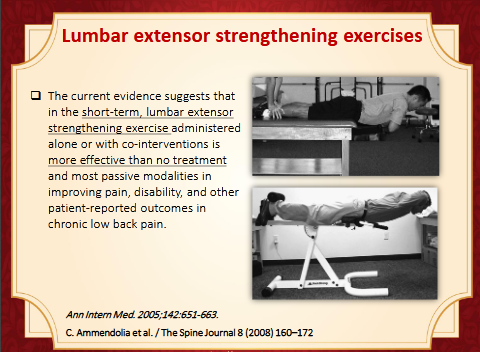 Lumbar extensor strengthening exercises
The current evidence suggests that
in the short-term, lumbar extensor
strengthening exercise administered
alone or with co-interventions is
more effective than no treatment
and most passive modalities in
improving pain, disability, and other
patient-reported outcomes in
chronic low back pain.
Ann Intern Med. 2005;142:651-663.
C. Ammendolia et al. / The Spine Journal 8 (2008) 160–172